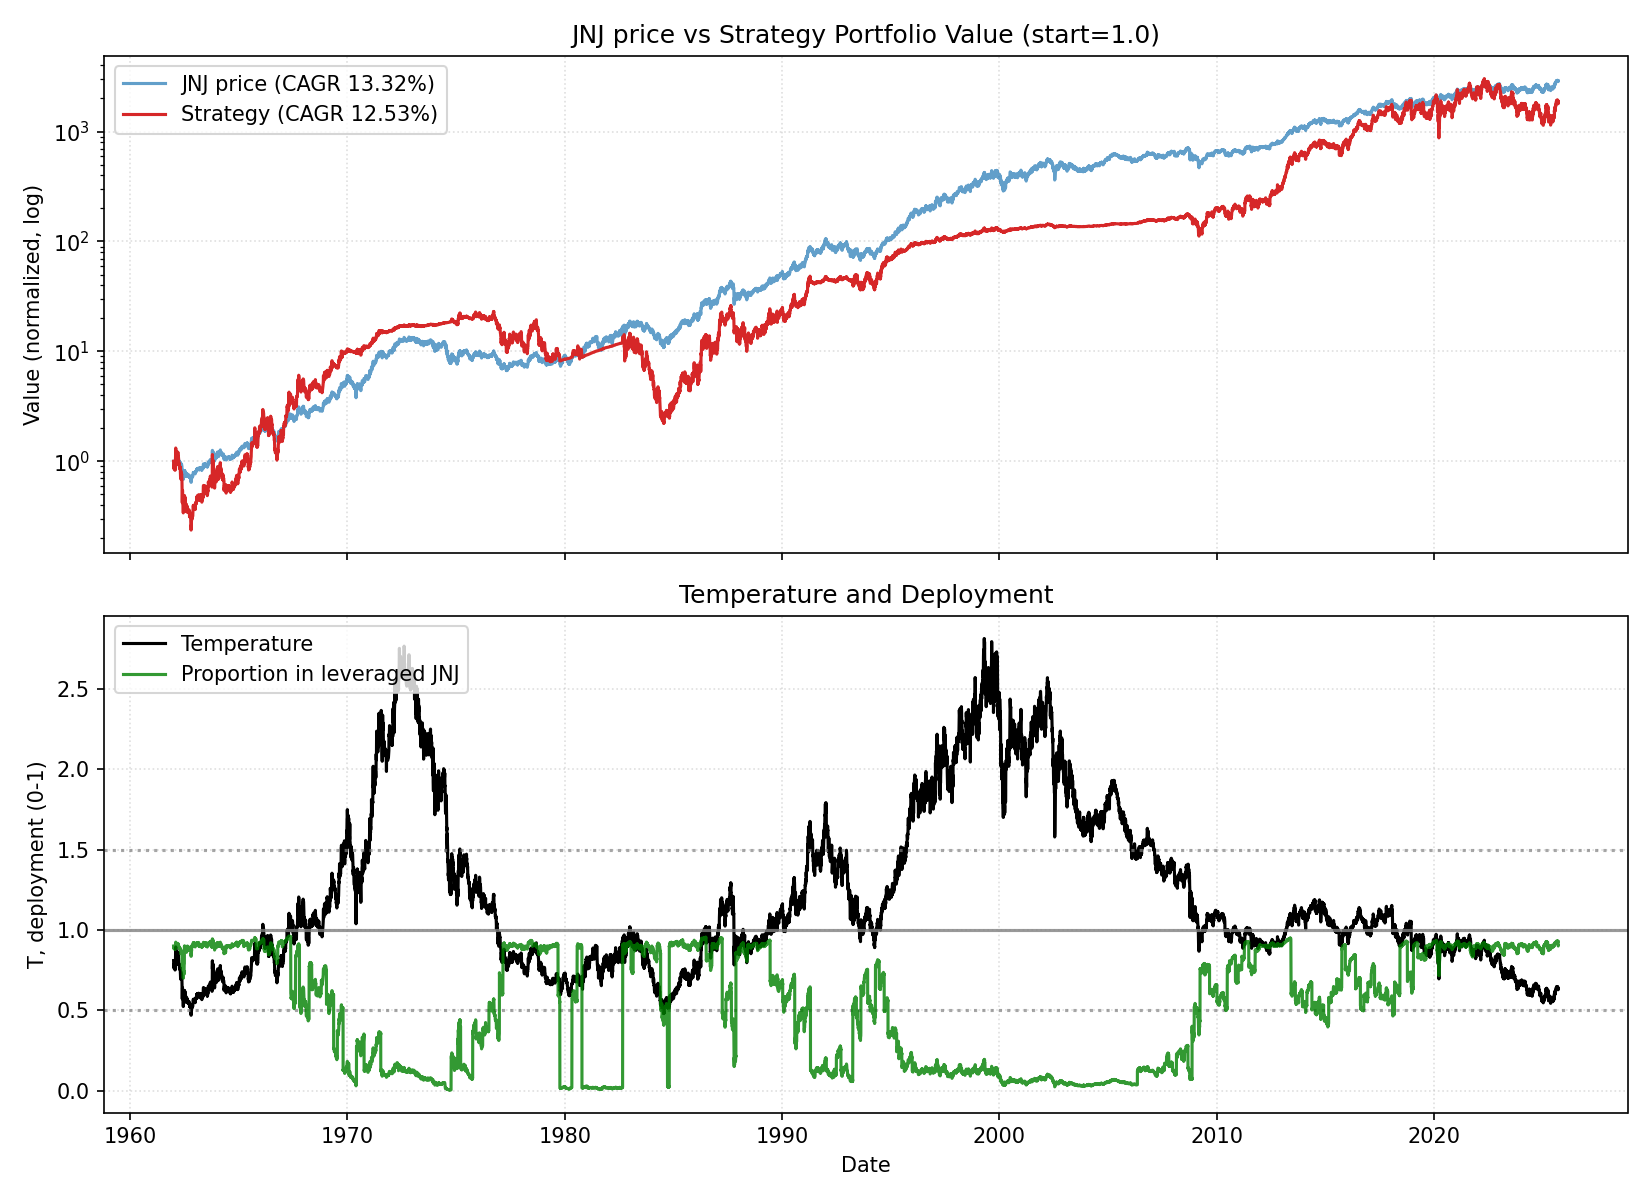 JNJ price vs Strategy Portfolio Value (start=1.0)
JNJ price (CAGR 13.32%)
Strategy (CAGR 12.53%)
Value (normalized, log)
10³
10²
10¹
10⁰
Temperature and Deployment
Temperature
Proportion in leveraged JNJ
T, deployment (0-1)
2.5
2.0
1.5
1.0
0.5
0.0
1960 1970 1980 1990 2000 2010 2020
Date